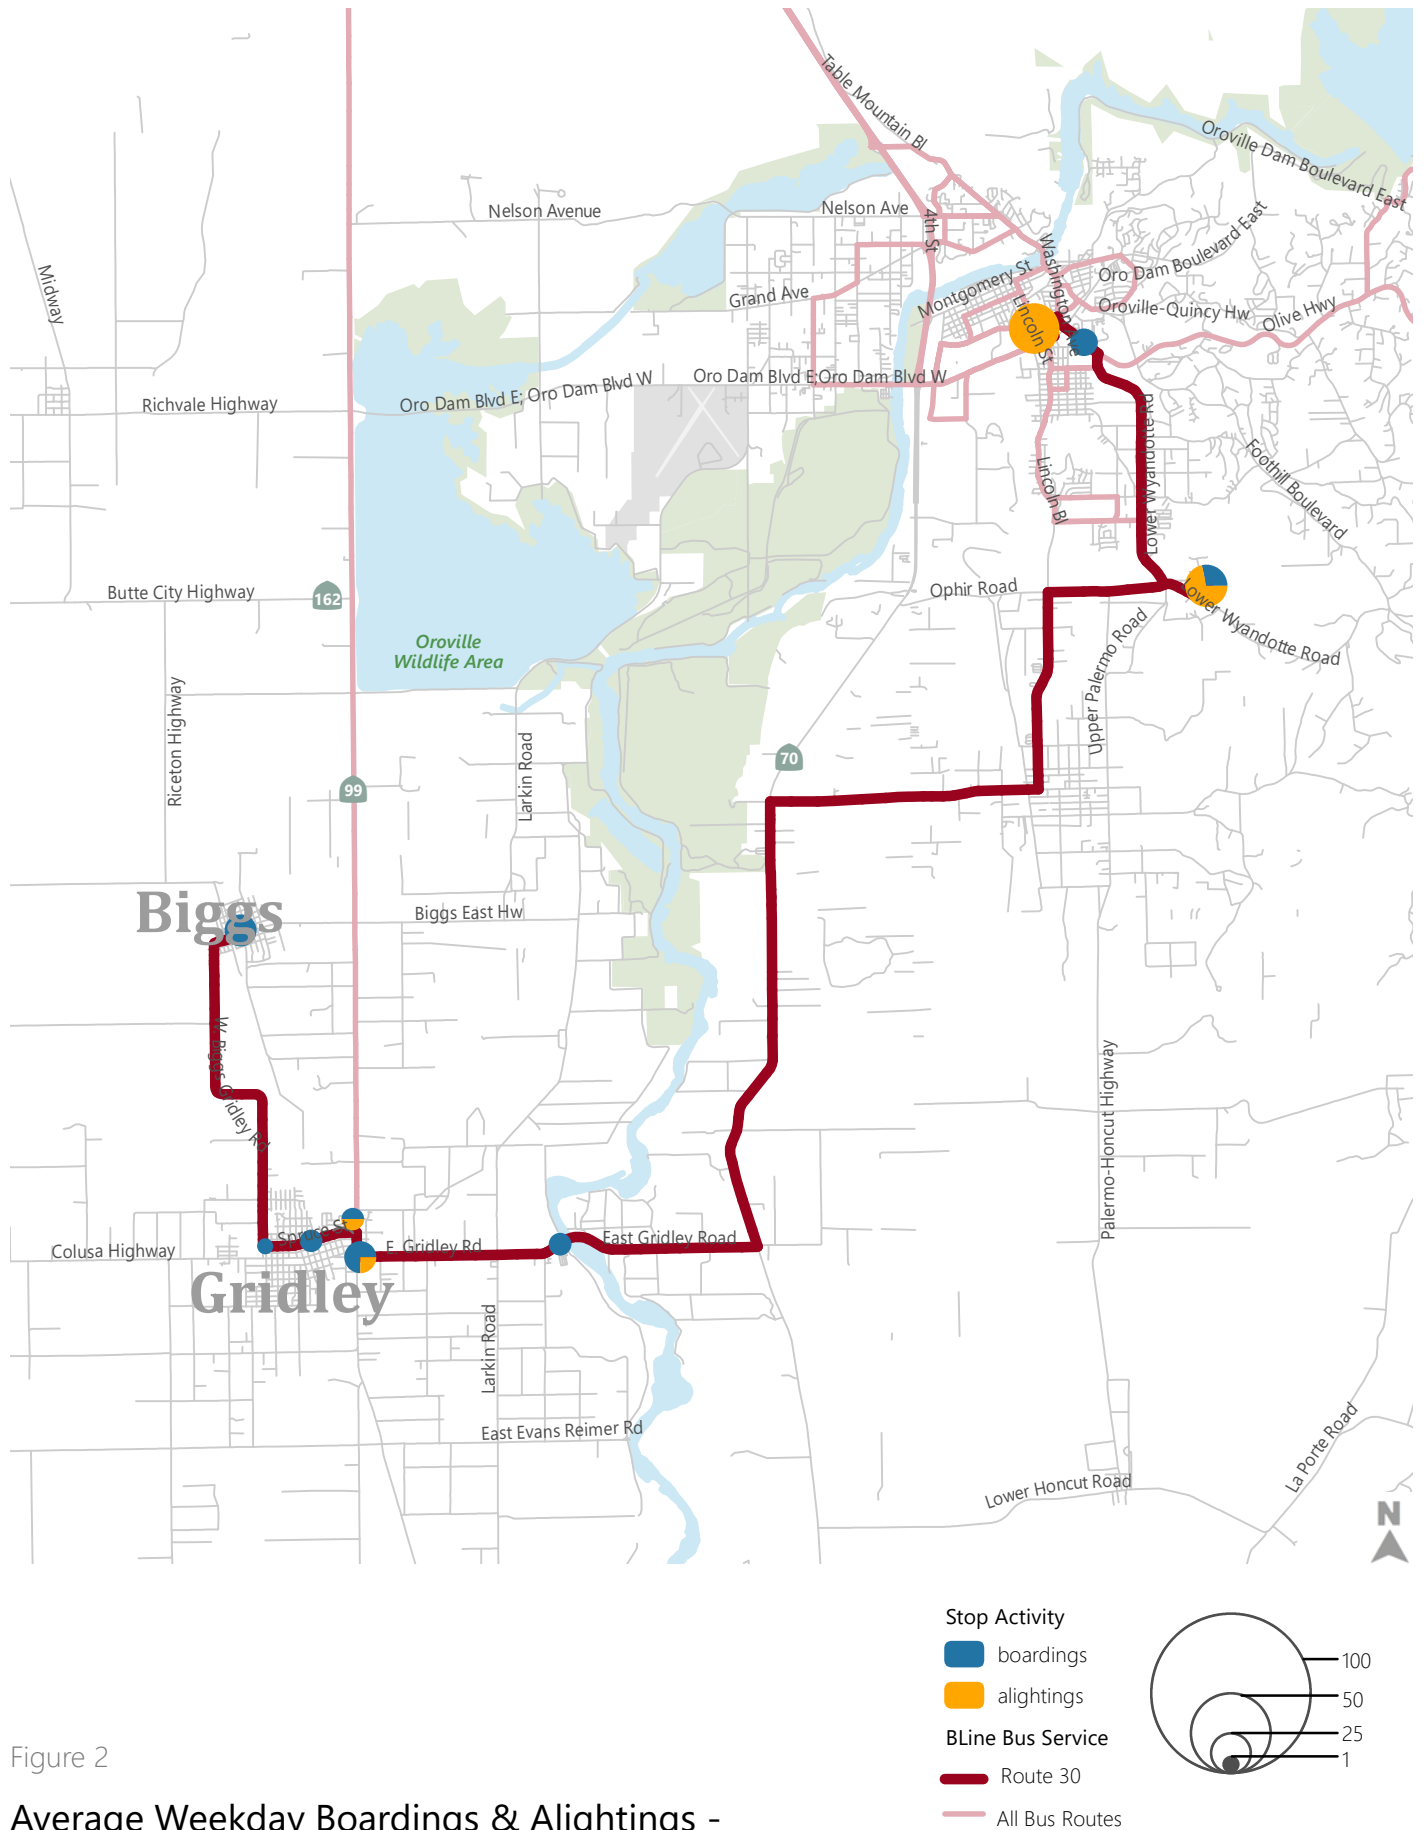 Table Mountain Bl
Oroville Dam Boulevard East
Nelson Avenue
Nelson Ave
4th St
Washington Ave
Oro Dam Boulevard East
Midway
Montgomery St
Grand Ave
Lincoln St
Oroville-Quincy Hw
Olive Hwy
Oro Dam Blvd E; Oro Dam Blvd W
Oro Dam Blvd E;Oro Dam Blvd W
Richvale Highway
Lower Wyandotte Rd
Foothill Boulevard
Lincoln Bl
Butte City Highway
162
Ophir Road
Lower Wyandotte Road
Oroville
Wildlife Area
Upper Palermo Road
Riceton Highway
Larkin Road
70
99
Biggs
Biggs East Hw
W. Biggs Gridley Rd
Palermo-Honcut Highway
Spruce St
Colusa Highway
E. Gridley Rd
East Gridley Road
Gridley
Larkin Road
East Evans Reimer Rd
La Porte Road
Lower Honcut Road
N
Stop Activity
boardings
alightings
BLine Bus Service
Route 30
All Bus Routes
100
50
25
1
Figure 2
Average Weekday Boardings & Alightings -